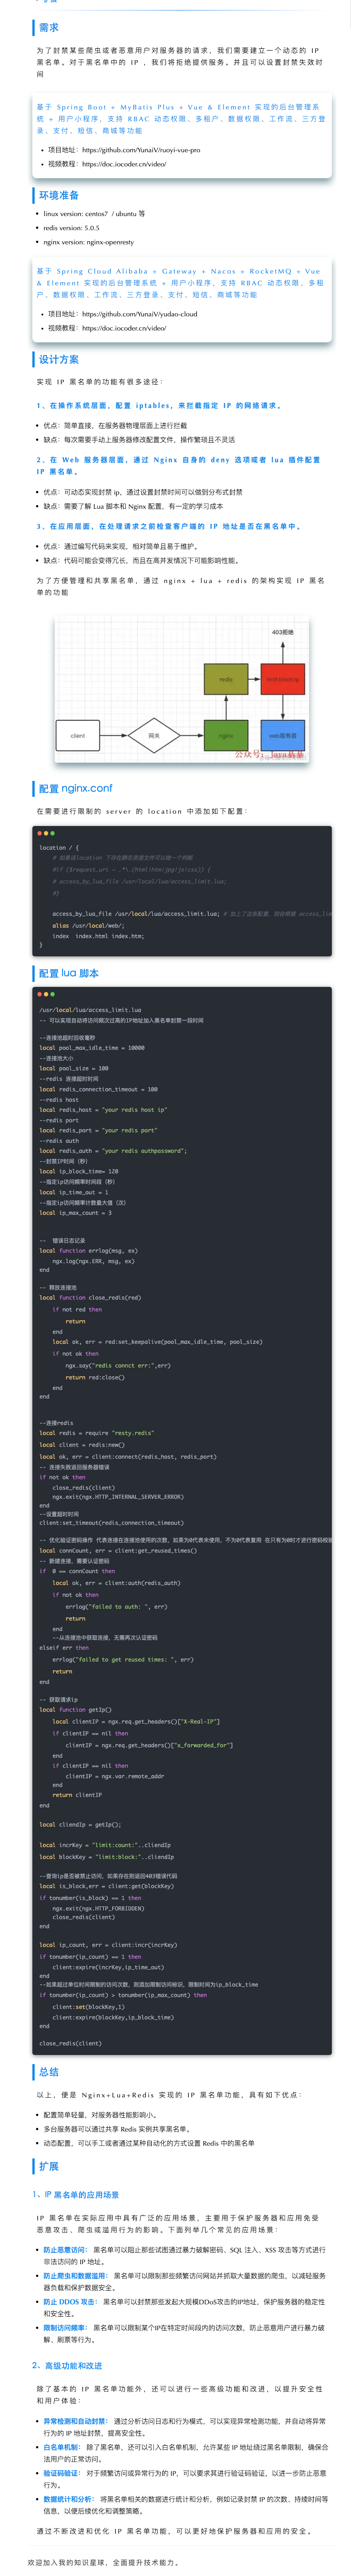 扩展
需求
为了封禁某些爬虫或者恶意用户对服务器的请求，我们需要建立一个动态的 IP
黑名单。对于黑名单中的 IP ，我们将拒绝提供服务。并且可以设置封禁失效时
间
基于 Spring Boot + MyBatis Plus + Vue & Element 实现的后台管理系
统 + 用户小程序，支持 RBAC 动态权限、多租户、数据权限、工作流、三方登
录、支付、短信、商城等功能
• 项目地址：https://github.com/YunaiV/ruoyi-vue-pro
• 视频教程：https://doc.iocoder.cn/video/
环境准备
• linux version: centos7 / ubuntu 等
• redis version: 5.0.5
• nginx version: nginx-openresty
基于 Spring Cloud Alibaba + Gateway + Nacos + RocketMQ + Vue
& Element 实现的后台管理系统 + 用户小程序，支持 RBAC 动态权限、多租
户、数据权限、工作流、三方登录、支付、短信、商城等功能
• 项目地址：https://github.com/YunaiV/yudao-cloud
• 视频教程：https://doc.iocoder.cn/video/
设计方案
实现 IP 黑名单的功能有很多途径：
1、在操作系统层面，配置 iptables，来拦截指定 IP 的网络请求。
• 优点：简单直接，在服务器物理层面上进行拦截
• 缺点：每次需要手动上服务器修改配置文件，操作繁琐且不灵活
2、在 Web 服务器层面，通过 Nginx 自身的 deny 选项或者 lua 插件配置
IP 黑名单。
• 优点：可动态实现封禁 ip，通过设置封禁时间可以做到分布式封禁
• 缺点：需要了解 Lua 脚本和 Nginx 配置，有一定的学习成本
3、在应用层面，在处理请求之前检查客户端的 IP 地址是否在黑名单中。
• 优点：通过编写代码来实现，相对简单且易于维护。
• 缺点：代码可能会变得冗长，而且在高并发情况下可能影响性能。
为了方便管理和共享黑名单，通过 nginx + lua + redis 的架构实现 IP 黑名
单的功能
403拒绝
redis
client
网关
nginx
web服务器
配置 nginx.conf
在需要进行限制的 server 的 location 中添加如下配置：
location / {
# 如果该location 下存在静态资源文件可以做一个判断
#if ($request_uri ~ .*\.(html|htm|jpg|js|css)) {
# access_by_lua_file /usr/local/lua/access_limit.lua;
#}
access_by_lua_file /usr/local/lua/access_limit.lua; # 加上了这条配置，则会根据 access_lim
alias /usr/local/web/;
index  index.html index.htm;
}
配置 lua 脚本
/usr/local/lua/access_limit.lua
-- 可以实现自动将访问频次过高的IP地址加入黑名单封禁一段时间
--连接池超时回收毫秒
local pool_max_idle_time = 10000
--连接池大小
local pool_size = 100
--redis 连接超时时间
local redis_connection_timeout = 100
--redis host
local redis_host = "your redis host ip"
--redis port
local redis_port = "your redis port"
--redis auth
local redis_auth = "your redis authpassword";
--封禁IP时间（秒）
local ip_block_time= 120
--指定ip访问频率时间段（秒）
local ip_time_out = 1
--指定ip访问频率计数最大值（次）
local ip_max_count = 3
--  错误日志记录
local function errlog(msg, ex)
ngx.log(ngx.ERR, msg, ex)
end
-- 释放连接池
local function close_redis(red)
if not red then
return
end
local ok, err = red:set_keepalive(pool_max_idle_time, pool_size)
if not ok then
ngx.say("redis connct err:",err)
return red:close()
end
end
--连接redis
local redis = require "resty.redis"
local client = redis:new()
local ok, err = client:connect(redis_host, redis_port)
-- 连接失败返回服务器错误
if not ok then
close_redis(client)
ngx.exit(ngx.HTTP_INTERNAL_SERVER_ERROR)
end
--设置超时时间
client:set_timeout(redis_connection_timeout)
-- 优化验证密码操作 代表连接在连接池使用的次数，如果为0代表未使用，不为0代表复用 在只有为0时才进行密码校
local connCount, err = client:get_reused_times()
-- 新建连接，需要认证密码
if  0 == connCount then
local ok, err = client:auth(redis_auth)
if not ok then
errlog("failed to auth: ", err)
return
end
--从连接池中获取连接，无需再次认证密码
elseif err then
errlog("failed to get reused times: ", err)
return
end
-- 获取请求ip
local function getIp()
local clientIP = ngx.req.get_headers()["X-Real-IP"]
if clientIP == nil then
clientIP = ngx.req.get_headers()["x_forwarded_for"]
end
if clientIP == nil then
clientIP = ngx.var.remote_addr
end
return clientIP
end
local cliendIp = getIp();
local incrKey = "limit:count:"..cliendIp
local blockKey = "limit:block:"..cliendIp
--查询ip是否被禁止访问，如果存在则返回403错误代码
local is_block,err = client:get(blockKey)
if tonumber(is_block) == 1 then
ngx.exit(ngx.HTTP_FORBIDDEN)
close_redis(client)
end
local ip_count, err = client:incr(incrKey)
if tonumber(ip_count) == 1 then
client:expire(incrKey,ip_time_out)
end
--如果超过单位时间限制的访问次数，则添加限制访问标识，限制时间为ip_block_time
if tonumber(ip_count) > tonumber(ip_max_count) then
client:set(blockKey,1)
client:expire(blockKey,ip_block_time)
end
close_redis(client)
总结
以上，便是 Nginx+Lua+Redis 实现的 IP 黑名单功能，具有如下优点：
• 配置简单轻量，对服务器性能影响小。
• 多台服务器可以通过共享 Redis 实例共享黑名单。
• 动态配置，可以手工或者通过某种自动化的方式设置 Redis 中的黑名单
扩展
1、IP 黑名单的应用场景
IP 黑名单在实际应用中具有广泛的应用场景，主要用于保护服务器和应用免受
恶意攻击、爬虫或滥用行为的影响。下面列举几个常见的应用场景：
• 防止恶意访问： 黑名单可以阻止那些试图通过暴力破解密码、SQL 注入、XSS 攻击等方式进行
非法访问的 IP 地址。
• 防止爬虫和数据滥用： 黑名单可以限制那些频繁访问网站并抓取大量数据的爬虫，以减轻服务
器负载和保护数据安全。
• 防止 DDOS 攻击： 黑名单可以封禁那些发起大规模DDoS攻击的IP地址，保护服务器的稳定性
和安全性。
• 限制访问频率： 黑名单可以限制某个IP在特定时间段内的访问次数，防止恶意用户进行暴力破
解、刷票等行为。
2、高级功能和改进
除了基本的 IP 黑名单功能外，还可以进行一些高级功能和改进，以提升安全性
和用户体验：
• 异常检测和自动封禁： 通过分析访问日志和行为模式，可以实现异常检测功能，并自动将异常
行为的 IP 地址封禁，提高安全性。
• 白名单机制： 除了黑名单，还可以引入白名单机制，允许某些 IP 地址绕过黑名单限制，确保合
法用户的正常访问。
• 验证码验证： 对于频繁访问或异常行为的 IP，可以要求其进行验证码验证，以进一步防止恶意
行为。
• 数据统计和分析： 将黑名单相关的数据进行统计和分析，例如记录封禁 IP 的次数、持续时间等
信息，以便后续优化和调整策略。
通过不断改进和优化 IP 黑名单功能，可以更好地保护服务器和应用的安全。
欢迎加入我的知识星球，全面提升技术能力。